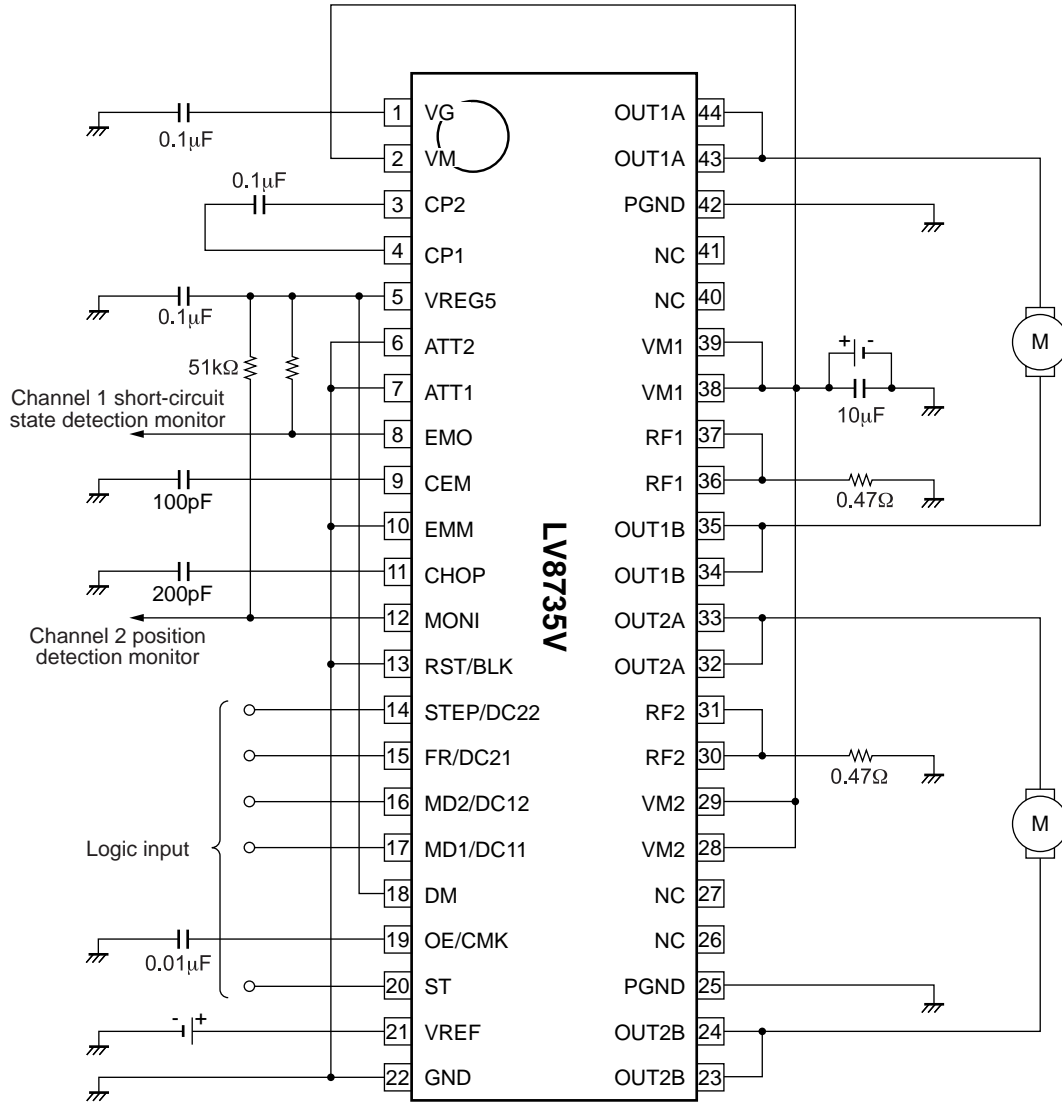 1 VG
2 VM
3 CP2
4 CP1
5 VREG5
6 ATT2
7 ATT1
8 EMO
9 CEM
10 EMM
11 CHOP
12 MONI
13 RST/BLK
14 STEP/DC22
15 FR/DC21
16 MD2/DC12
17 MD1/DC11
18 DM
19 OE/CMK
20 ST
21 VREF
22 GND
0.1μF
0.1μF
0.1μF
51kΩ
Channel 1 short-circuit
state detection monitor
100pF
200pF
Channel 2 position
detection monitor
Logic input
0.01μF
- +
LV8735V
OUT1A 44
OUT1A 43
PGND 42
NC 41
NC 40
VM1 39
VM1 38
RF1 37
RF1 36
OUT1B 35
OUT1B 34
OUT2A 33
OUT2A 32
RF2 31
RF2 30
VM2 29
VM2 28
NC 27
NC 26
PGND 25
OUT2B 24
OUT2B 23
M
+ -
10μF
0.47Ω
0.47Ω
M